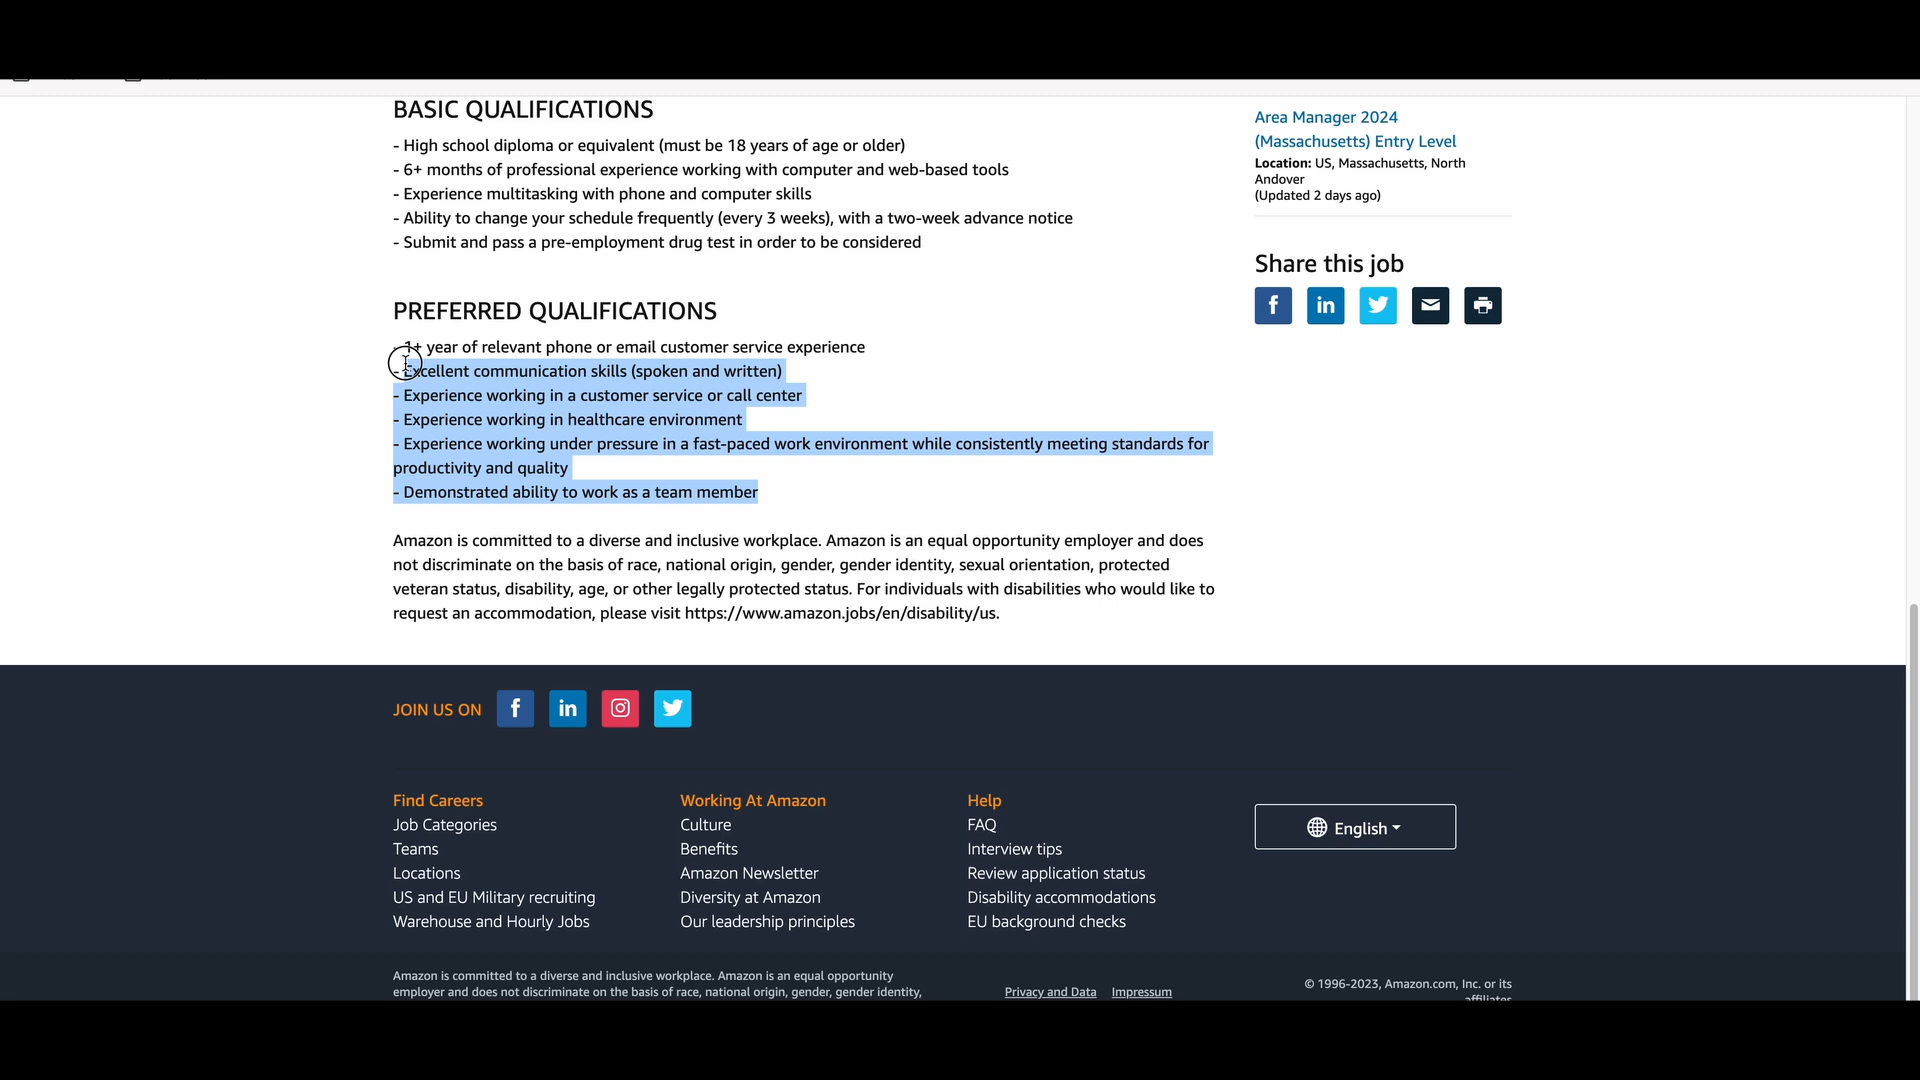 BASIC QUALIFICATIONS
- High school diploma or equivalent (must be 18 years of age or older)
- 6+ months of professional experience working with computer and web-based tools
- Experience multitasking with phone and computer skills
- Ability to change your schedule frequently (every 3 weeks), with a two-week advance notice
- Submit and pass a pre-employment drug test in order to be considered
PREFERRED QUALIFICATIONS
- 1+ year of relevant phone or email customer service experience
- Excellent communication skills (spoken and written)
- Experience working in a customer service or call center
- Experience working in healthcare environment
- Experience working under pressure in a fast-paced work environment while consistently meeting standards for
productivity and quality
- Demonstrated ability to work as a team member
Amazon is committed to a diverse and inclusive workplace. Amazon is an equal opportunity employer and does
not discriminate on the basis of race, national origin, gender, gender identity, sexual orientation, protected
veteran status, disability, age, or other legally protected status. For individuals with disabilities who would like to
request an accommodation, please visit https://www.amazon.jobs/en/disability/us.
Area Manager 2024
(Massachusetts) Entry Level
Location: US, Massachusetts, North
Andover
(Updated 2 days ago)
Share this job
JOIN US ON
Find Careers
Job Categories
Teams
Locations
US and EU Military recruiting
Warehouse and Hourly Jobs
Working At Amazon
Culture
Benefits
Amazon Newsletter
Diversity at Amazon
Our leadership principles
Help
FAQ
Interview tips
Review application status
Disability accommodations
EU background checks
English
Amazon is committed to a diverse and inclusive workplace. Amazon is an equal opportunity
employer and does not discriminate on the basis of race, national origin, gender, gender identity,
Privacy and Data Impressum
© 1996-2023, Amazon.com, Inc. or its
affiliates